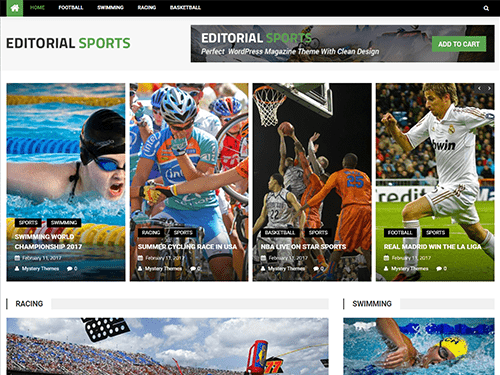 HOME FOOTBALL SWIMMING RACING BASKETBALL
EDITORIAL SPORTS
EDITORIAL SPORTS
Perfect WordPress Magazine Theme With Clean Design
ADD TO CART
SPORTS SWIMMING
SWIMMING WORLD
CHAMPIONSHIP 2017
February 11, 2017
Mystery Themes 0
RACING SPORTS
SUMMER CYCLING RACE IN USA
February 11, 2017
Mystery Themes 0
BASKETBALL SPORTS
NBA LIVE ON STAR SPORTS
February 11, 2017
Mystery Themes 0
FOOTBALL SPORTS
REAL MADRID WIN THE LA LIGA
February 11, 2017
Mystery Themes 0
bwin
22
25
RACING
SWIMMING